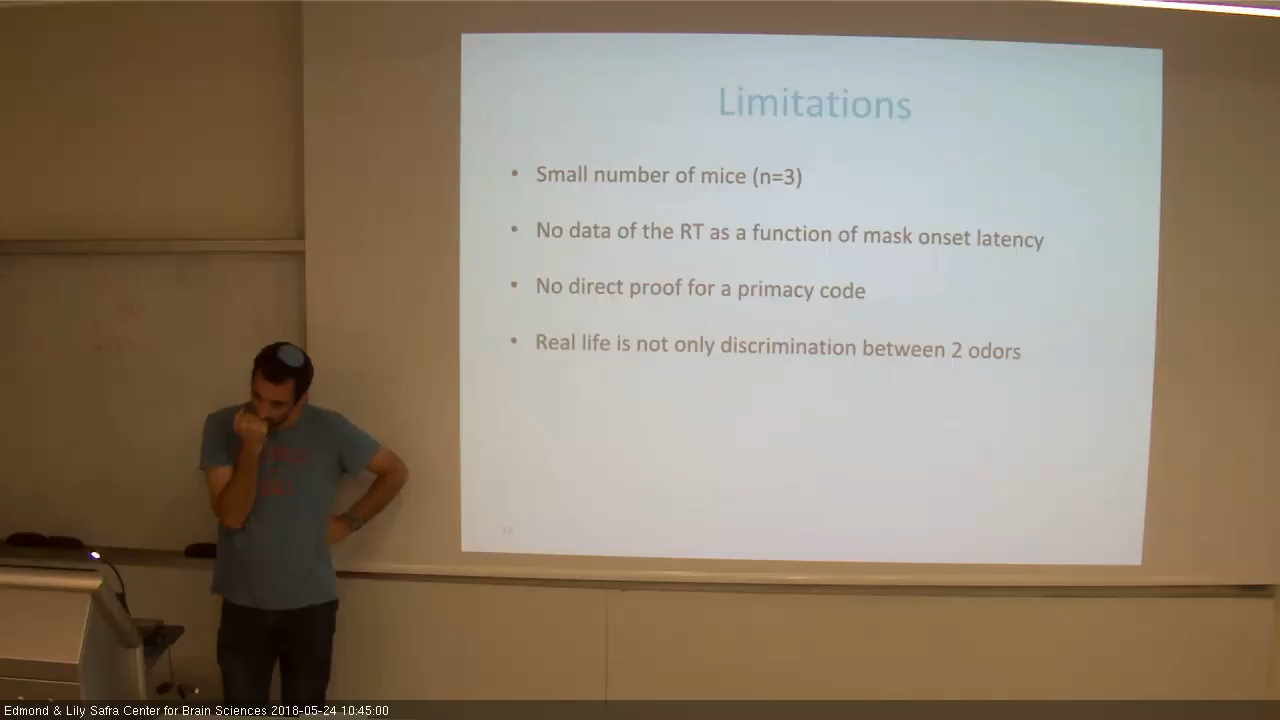 Limitations
• Small number of mice (n=3)
• No data of the RT as a function of mask onset latency
• No direct proof for a primacy code
• Real life is not only discrimination between 2 odors
Edmond & Lily Safra Center for Brain Sciences 2018-05-24 10:45:00